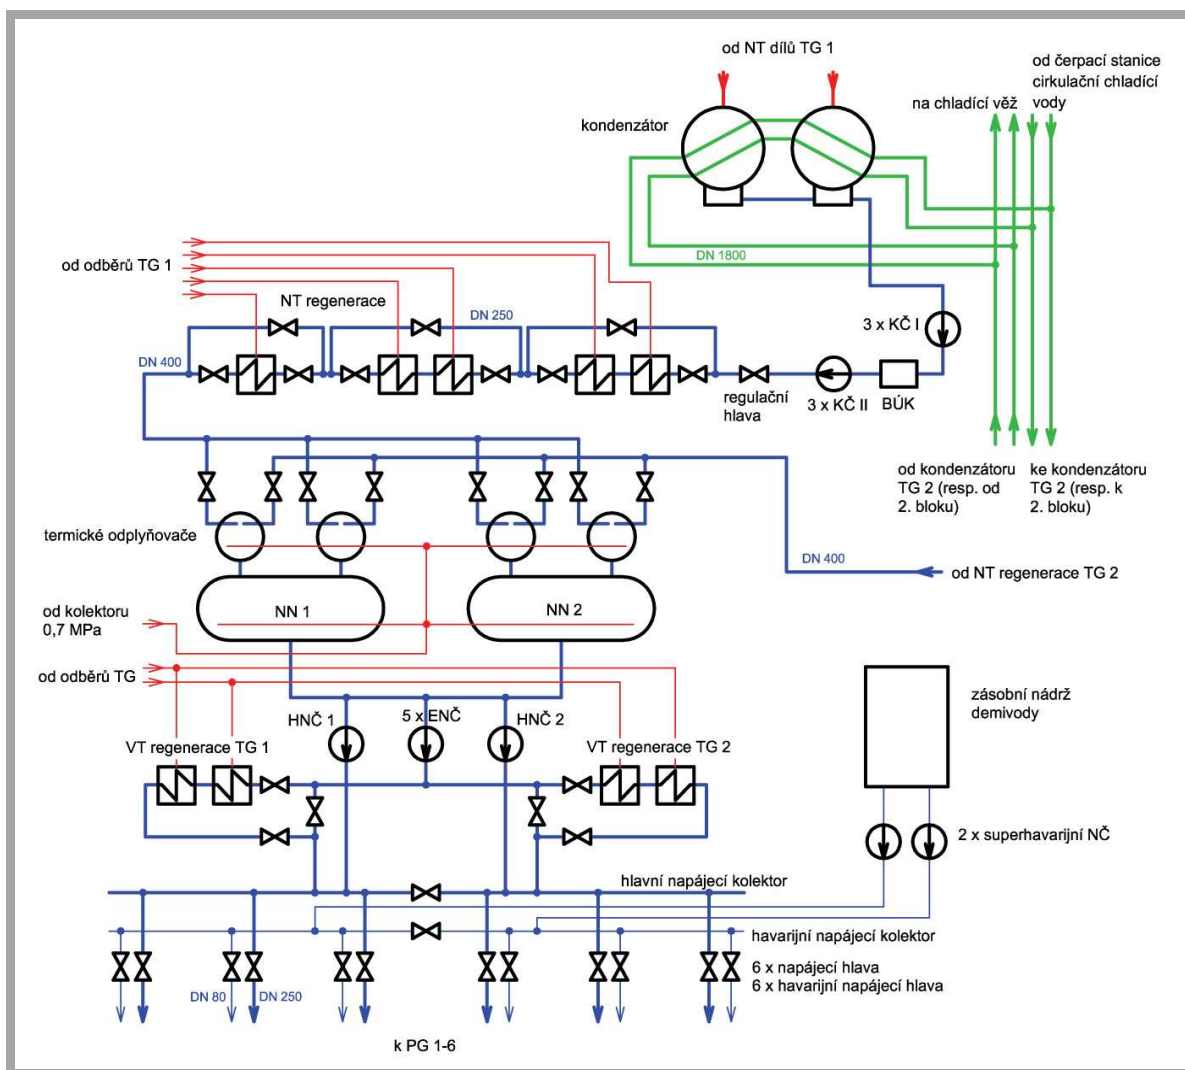 od NT dílů TG 1
od čerpací stanice
cirkulační chladící
vody
na chladící věž
kondenzátor
DN 1800
od odběrů TG 1
NT regenerace
DN 250
3 x KČ I
DN 400
regulační
hlava
3 x KČ II
BÚK
od kondenzátoru
TG 2 (resp. od
2. bloku)
ke kondenzátoru
TG 2 (resp. k
2. bloku)
termické odplyňovače
DN 400
od NT regenerace TG 2
NN 1
NN 2
od kolektoru
0,7 MPa
od odběrů TG
zásobní nádrž
demivody
HNČ 1
5 x ENČ
HNČ 2
VT regenerace TG 1
VT regenerace TG 2
2 x superhavarijní NČ
hlavní napájecí kolektor
havarijní napájecí kolektor
6 x napájecí hlava
6 x havarijní napájecí hlava
DN 80
DN 250
k PG 1-6